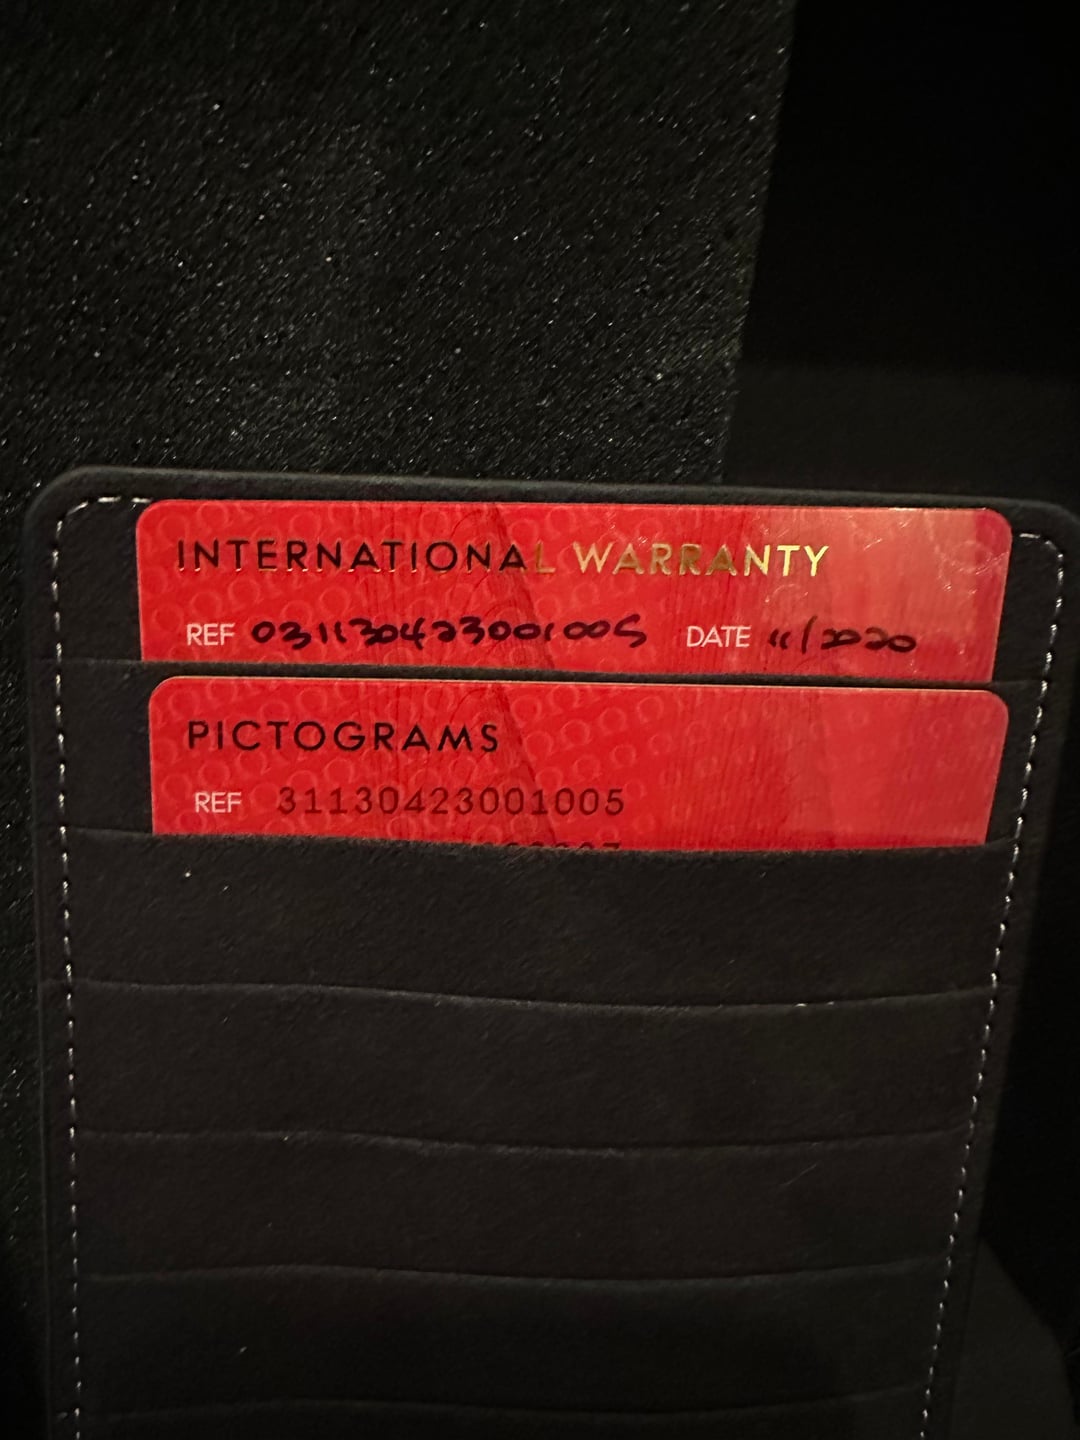 INTERNATIONAL WARRANTY
REF 031130423001005 DATE 11/2020
PICTOGRAMS
REF 31130423001005